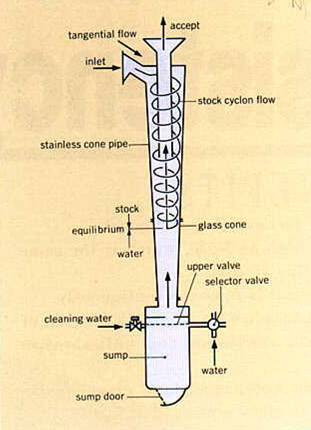 accept
tangential flow
inlet
stock cyclon flow
stainless cone pipe
stock
equilibrium
glass cone
water
upper valve
selector valve
cleaning water
sump
water
sump door